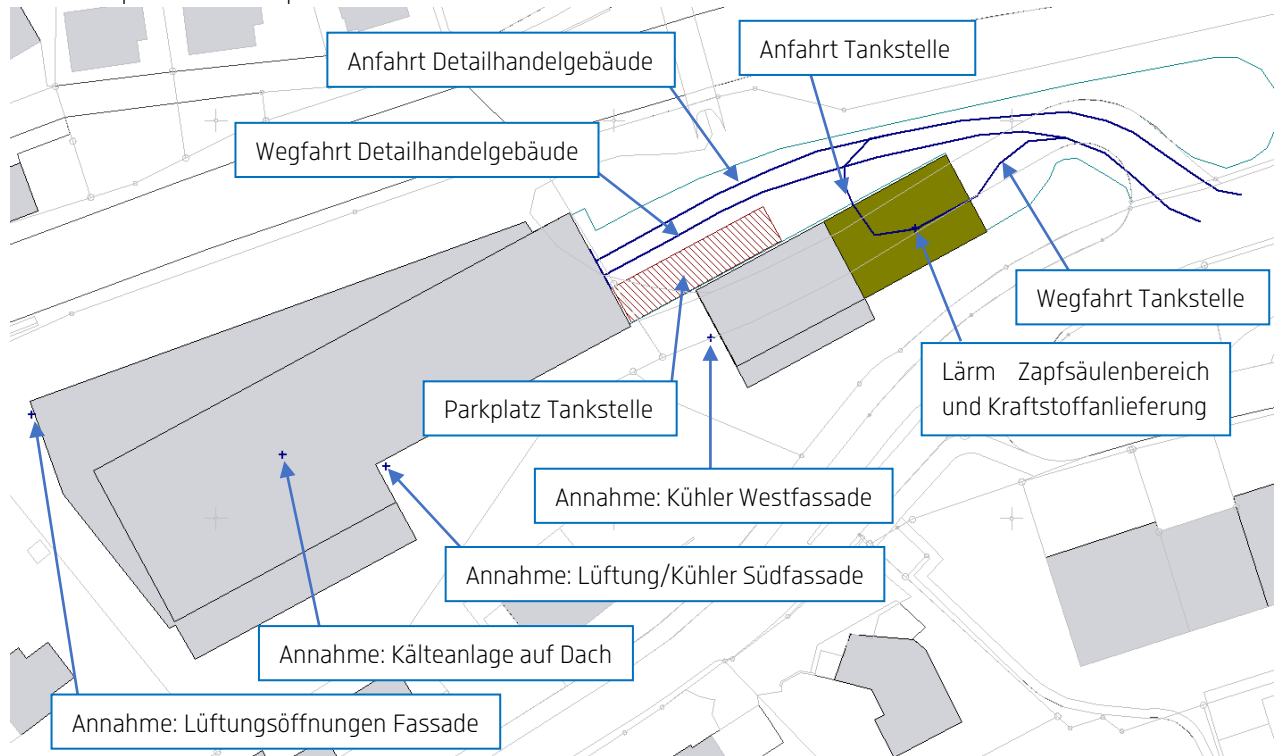 Anfahrt Detailhandelgebäude
Anfahrt Tankstelle
Wegfahrt Detailhandelgebäude
Wegfahrt Tankstelle
Lärm Zapfsäulenbereich
und Kraftstoffanlieferung
Parkplatz Tankstelle
Annahme: Kühler Westfassade
Annahme: Lüftung/Kühler Südfassade
Annahme: Kälteanlage auf Dach
Annahme: Lüftungsöffnungen Fassade